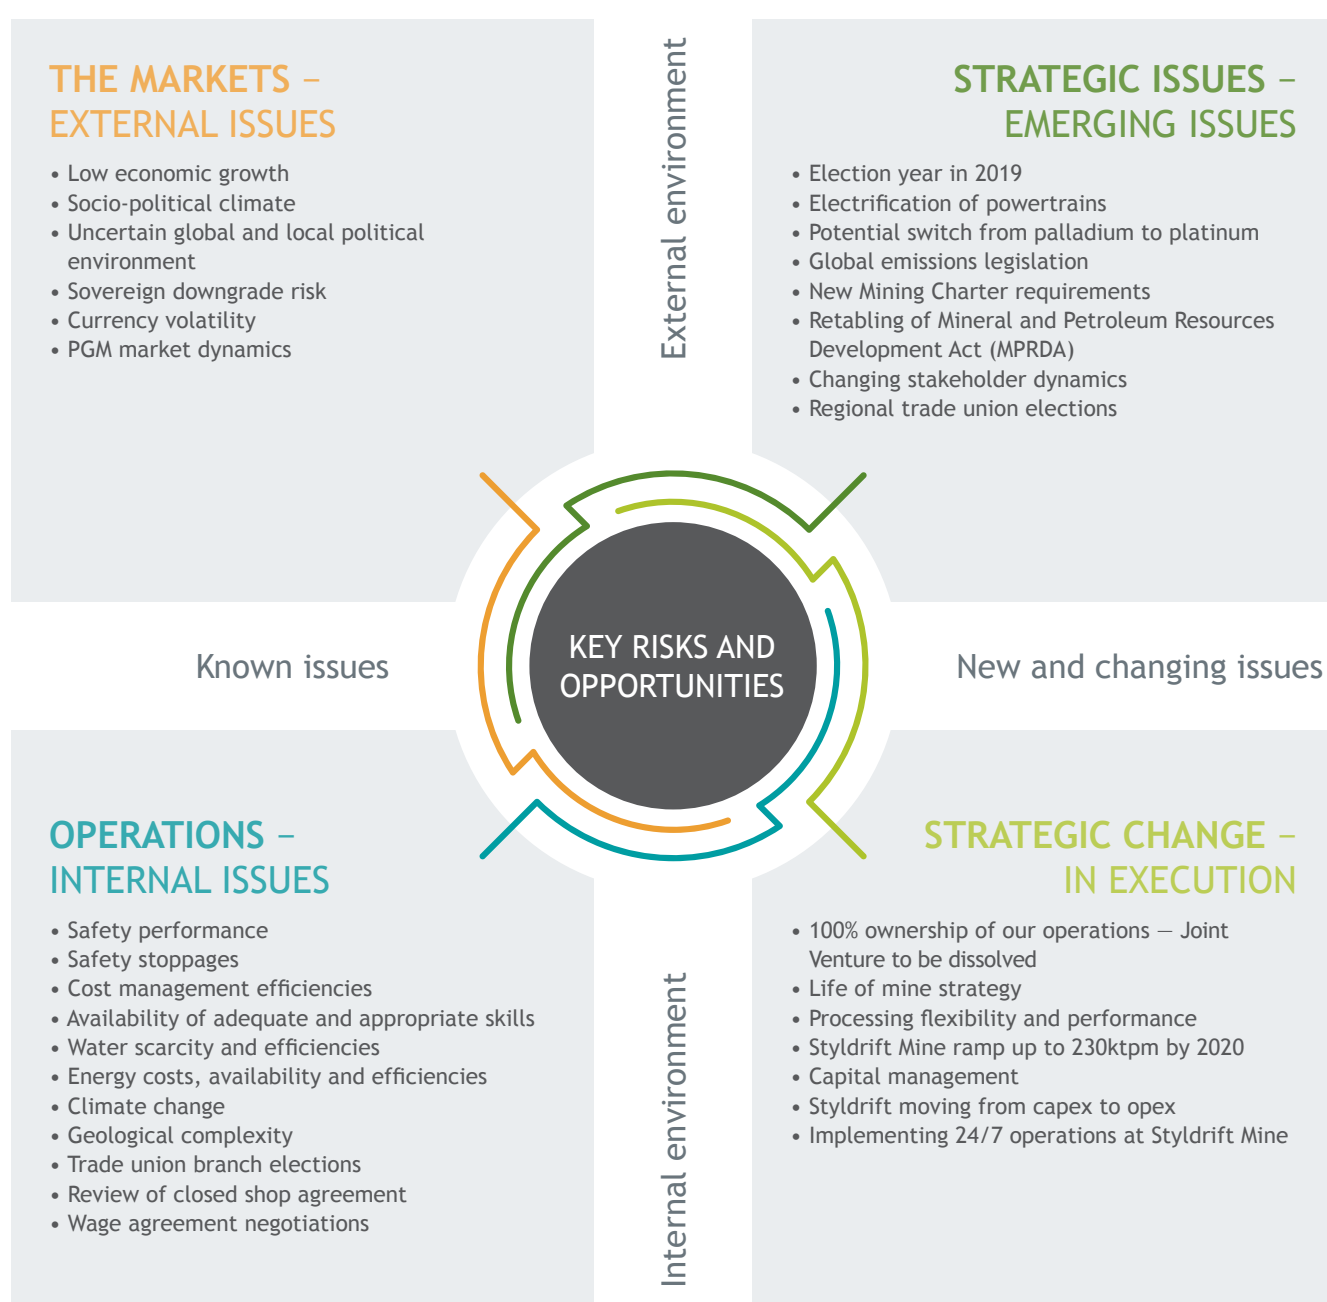 THE MARKETS –
EXTERNAL ISSUES
• Low economic growth
• Socio-political climate
• Uncertain global and local political
environment
• Sovereign downgrade risk
• Currency volatility
• PGM market dynamics
External environment
STRATEGIC ISSUES –
EMERGING ISSUES
• Election year in 2019
• Electrification of powertrains
• Potential switch from palladium to platinum
• Global emissions legislation
• New Mining Charter requirements
• Retabling of Mineral and Petroleum Resources
Development Act (MPRDA)
• Changing stakeholder dynamics
• Regional trade union elections
Known issues
KEY RISKS AND
OPPORTUNITIES
New and changing issues
OPERATIONS –
INTERNAL ISSUES
• Safety performance
• Safety stoppages
• Cost management efficiencies
• Availability of adequate and appropriate skills
• Water scarcity and efficiencies
• Energy costs, availability and efficiencies
• Climate change
• Geological complexity
• Trade union branch elections
• Review of closed shop agreement
• Wage agreement negotiations
Internal environment
STRATEGIC CHANGE –
IN EXECUTION
• 100% ownership of our operations — Joint
Venture to be dissolved
• Life of mine strategy
• Processing flexibility and performance
• Styldrift Mine ramp up to 230ktpm by 2020
• Capital management
• Styldrift moving from capex to opex
• Implementing 24/7 operations at Styldrift Mine